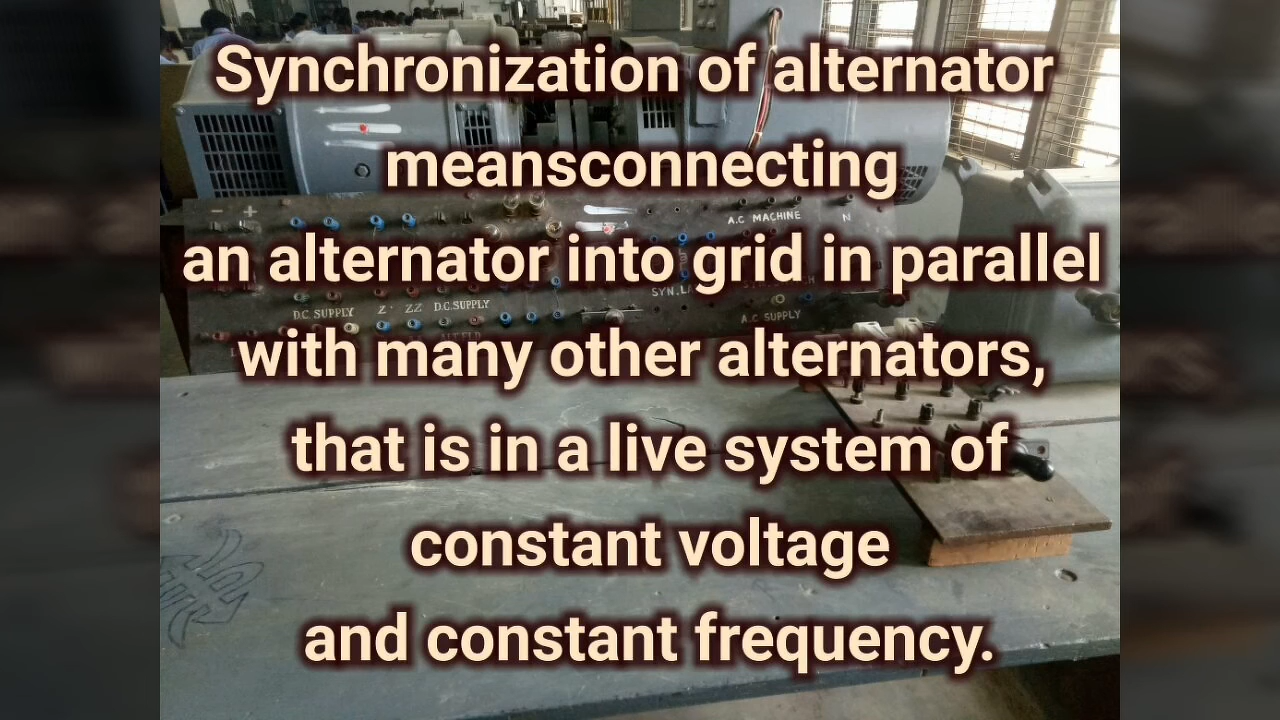 Synchronization of alternator
meansconnecting
an alternator into grid in parallel
with many other alternators,
that is in a live system of
constant voltage
and constant frequency.
A.C MACHINE
N
D.C. SUPPLY
Z
ZZ
D.C.SUPPLY
A.C SUPPLY